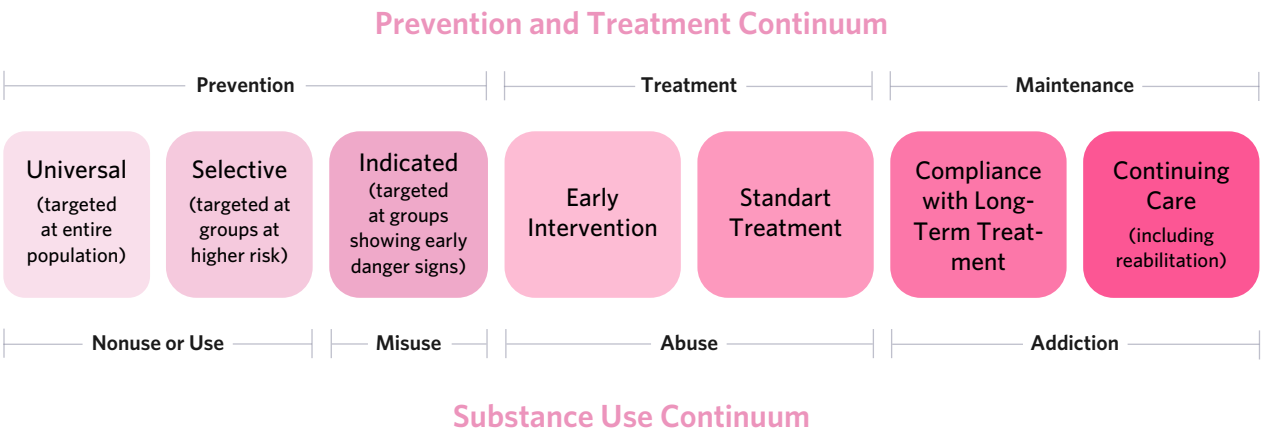 Prevention and Treatment Continuum
Prevention
Treatment
Maintenance
Universal
(targeted
at entire
population)
Selective
(targeted at
groups at
higher risk)
Indicated
(targeted
at groups
showing early
danger signs)
Early
Intervention
Standart
Treatment
Compliance
with Long-
Term Treat-
ment
Continuing
Care
(including
reabilitation)
Nonuse or Use
Misuse
Abuse
Addiction
Substance Use Continuum